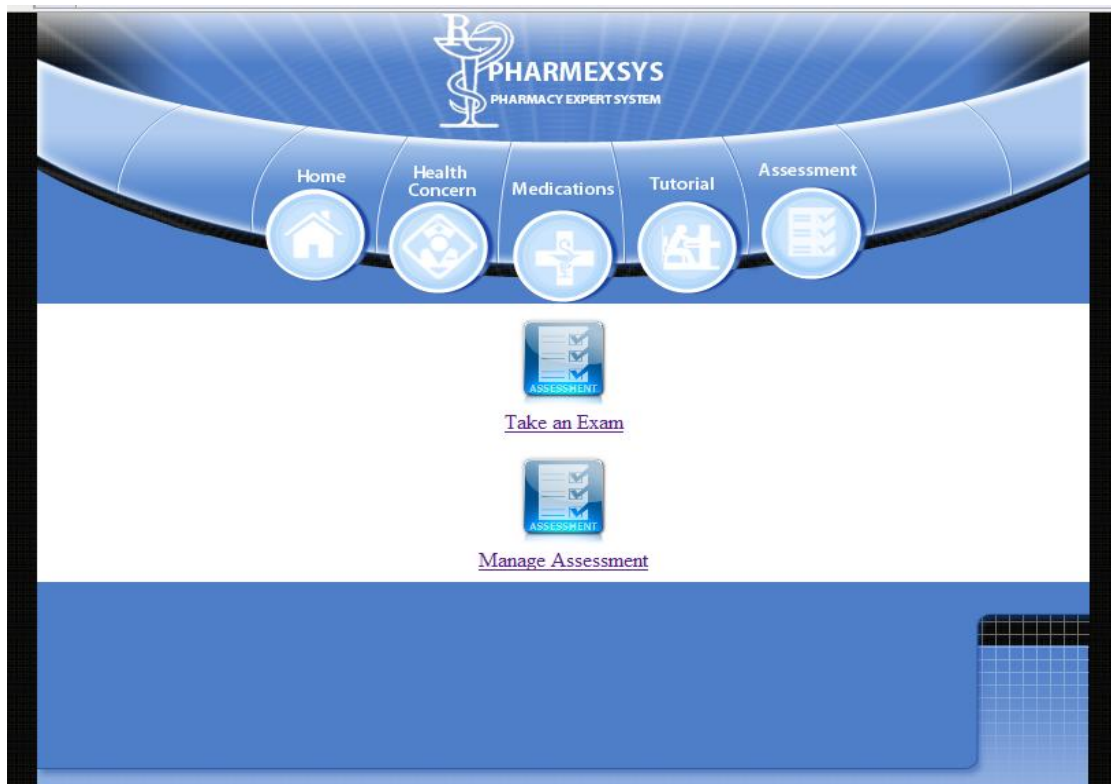 PHARMEXSYS
PHARMACY EXPERT SYSTEM
Home
Health
Concern
Medications
Tutorial
Assessment
ASSESSMENT
Take an Exam
ASSESSMENT
Manage Assessment